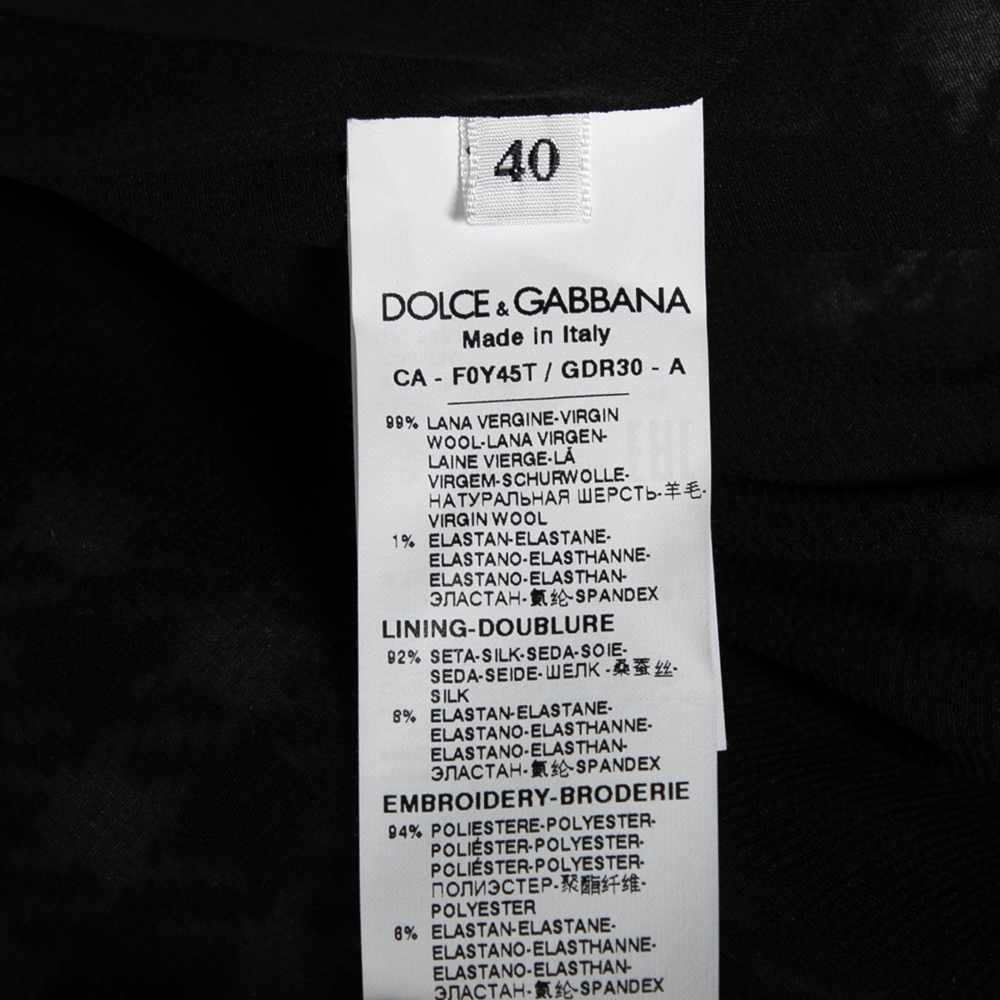 40
DOLCE & GABBANA
Made in Italy
CA - F0Y45T / GDR30 - A
99% LANA VERGINE-VIRGIN
WOOL-LANA VIRGEN-
LAINE VIERGE-LÃ
VIRGEM-SCHURWOLLE-
НАТУРАЛЬНАЯ ШЕРСТЬ-羊毛-
VIRGIN WOOL
1% ELASTAN-ELASTANE-
ELASTANO-ELASTHANNE-
ELASTANO-ELASTHAN-
ЭЛАСТАН-氨纶-SPANDEX
LINING-DOUBLURE
92% SETA-SILK-SEDA-SOIE-
SEDA-SEIDE-ШЕЛК -桑蚕丝-
SILK
8% ELASTAN-ELASTANE-
ELASTANO-ELASTHANNE-
ELASTANO-ELASTHAN-
ЭЛАСТАН-氨纶-SPANDEX
EMBROIDERY-BRODERIE
94% POLIESTERE-POLYESTER-
POLIÉSTER-POLYESTER-
POLIÉSTER-POLYESTER-
ПОЛИЭСТЕР-聚酯纤维-
POLYESTER
6% ELASTAN-ELASTANE-
ELASTANO-ELASTHANNE-
ELASTANO-ELASTHAN-
ЭЛАСТАН-氨纶-SPANDEX